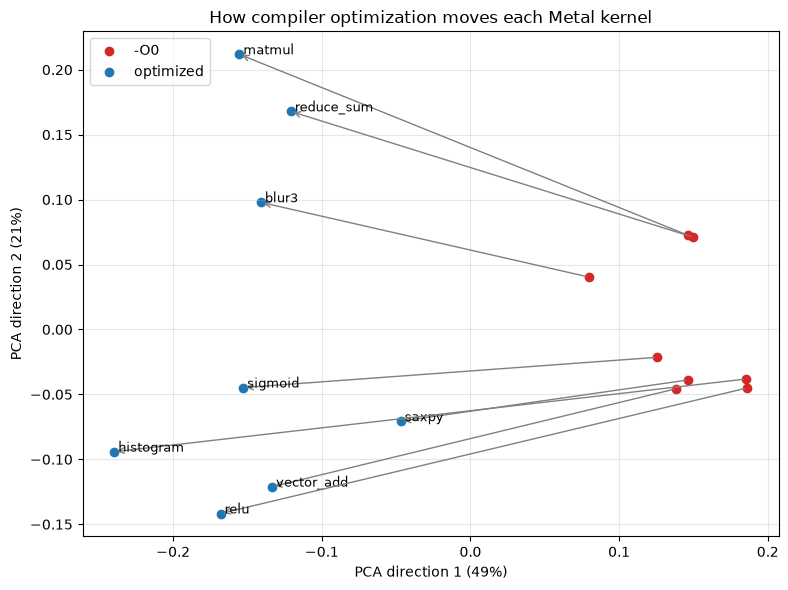 How compiler optimization moves each Metal kernel
-O0
optimized
matmul
reduce_sum
blur3
sigmoid
saxpy
histogram
vector_add
relu
PCA direction 2 (21%)
0.20
0.15
0.10
0.05
0.00
−0.05
−0.10
−0.15
−0.2
−0.1
0.0
0.1
0.2
PCA direction 1 (49%)